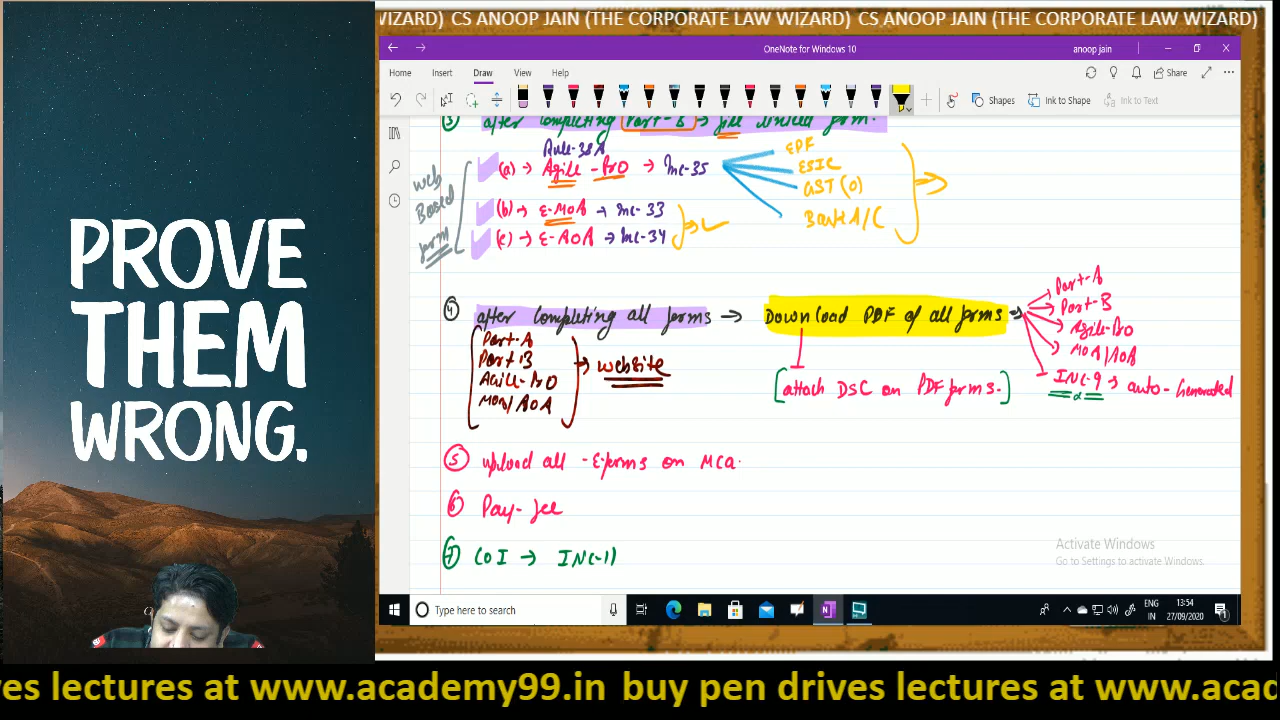 WIZARD) CS ANOOP JAIN (THE CORPORATE LAW WIZARD) CS ANOOP JAIN (THE CORPORATE LAW WIZARD)
OneNote for Windows 10
anoop jain
Home Insert Draw View Help
Share
Shapes
Ink to Shape
Ink to Text
PROVE
THEM
WRONG.
③ after completing Part-B → fill linked form.
Rule-38A
(a) → Agile-PRO → Inc-35
EPF
ESIC
GST (O)
Bank A/C
web
Based
form
(b) → E-MOA → Inc-33
(c) → E-AOA → Inc-34
④ after completing all forms → Download PDF of all forms →
Part-A
Part-B
Agile-Pro
MOA/AOA
INC-9 → auto-Generated
Part-A
Part B
Agile-PRO
MOA/AOA
→ website
[attach DSC on PDF forms.]
⑤ upload all -E-forms on MCA.
⑥ Pay-fee
⑦ COI → INC-11
Activate Windows
Go to Settings to activate Windows.
Type here to search
ENG
IN
13:54
27/09/2020
ves lectures at www.academy99.in buy pen drives lectures at www.acad